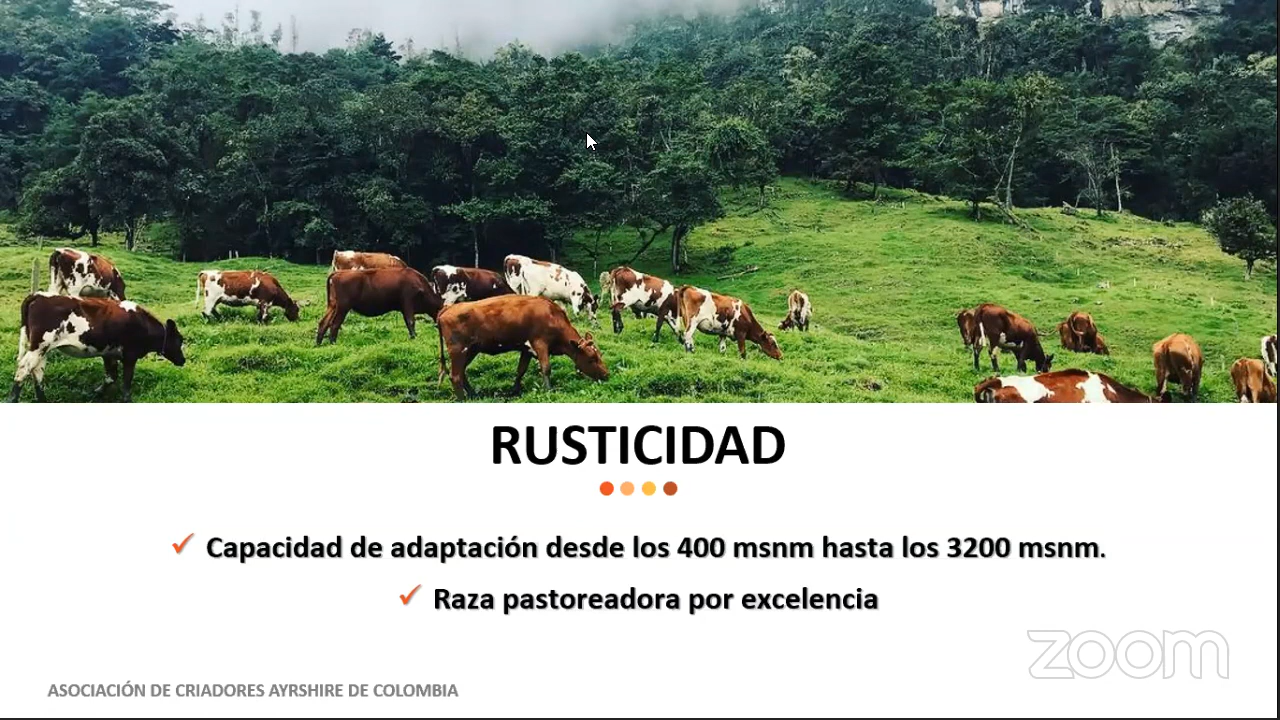 RUSTICIDAD
Capacidad de adaptación desde los 400 msnm hasta los 3200 msnm.
Raza pastoreadora por excelencia
zoom
ASOCIACIÓN DE CRIADORES AYRSHIRE DE COLOMBIA